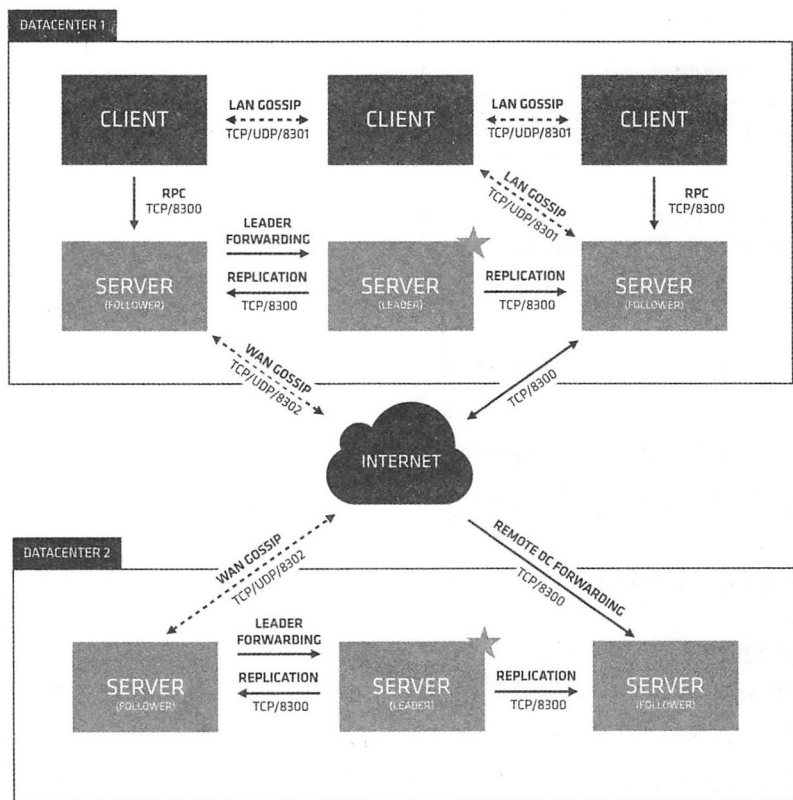 DATACENTER 1
CLIENT
LAN GOSSIP
TCP/UDP/8301
CLIENT
LAN GOSSIP
TCP/UDP/8301
CLIENT
RPC
TCP/8300
LAN GOSSIP
TCP/UDP/8301
RPC
TCP/8300
SERVER
(FOLLOWER)
LEADER
FORWARDING
REPLICATION
TCP/8300
SERVER
(LEADER)
REPLICATION
TCP/8300
SERVER
(FOLLOWER)
WAN GOSSIP
TCP/UDP/8302
TCP/8300
INTERNET
DATACENTER 2
WAN GOSSIP
TCP/UDP/8302
REMOTE DC FORWARDING
TCP/8300
SERVER
(FOLLOWER)
LEADER
FORWARDING
REPLICATION
TCP/8300
SERVER
(LEADER)
REPLICATION
TCP/8300
SERVER
(FOLLOWER)